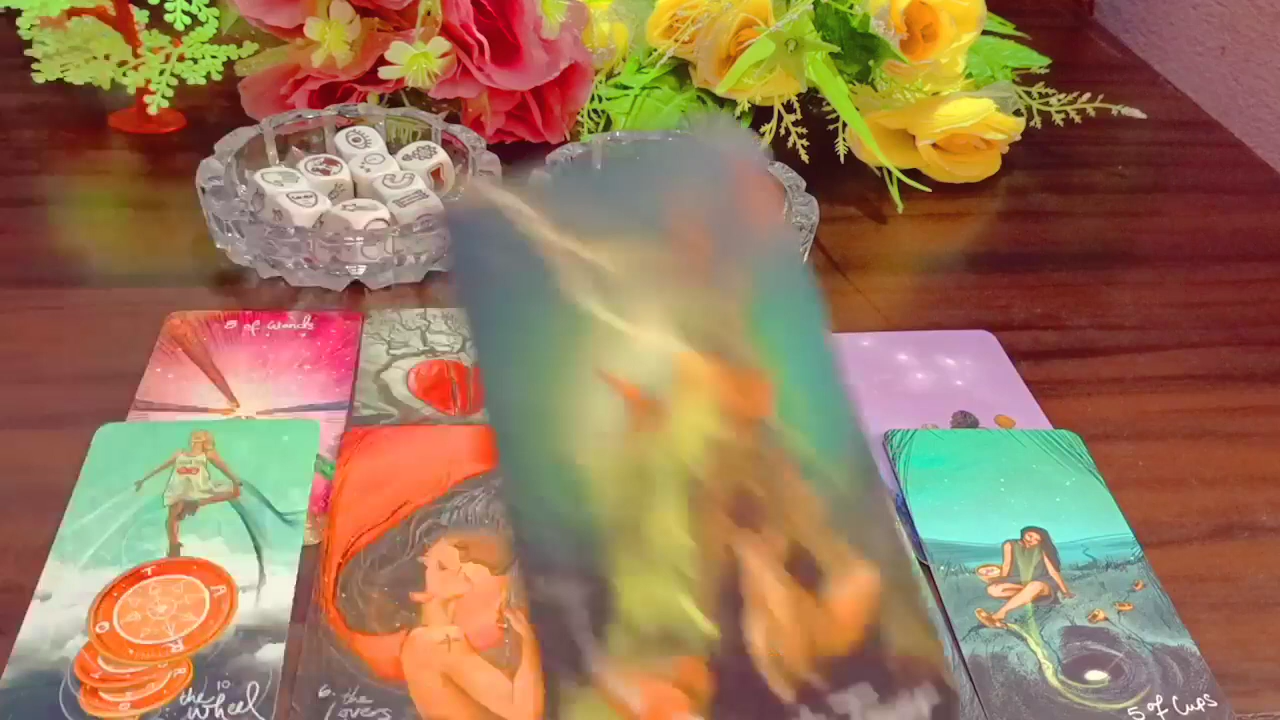 5 of Wands
the 10
Wheel
6. the
Lovers
5 of Cups